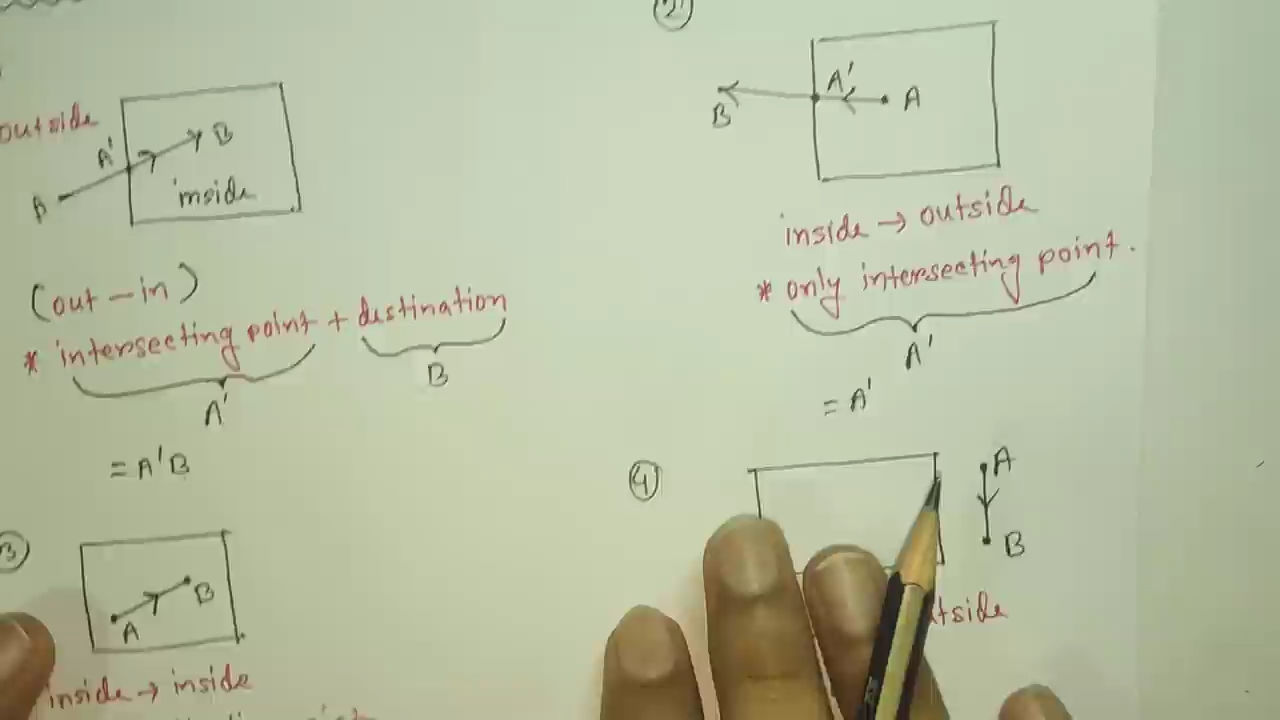 outside
A'
B
inside
B
(out-in)
* intersecting point + destination
A'
B
= A'B
2
A'
A
B
inside → outside
* only intersecting point.
A'
= A'
3
B
A
inside → inside
4
A
B